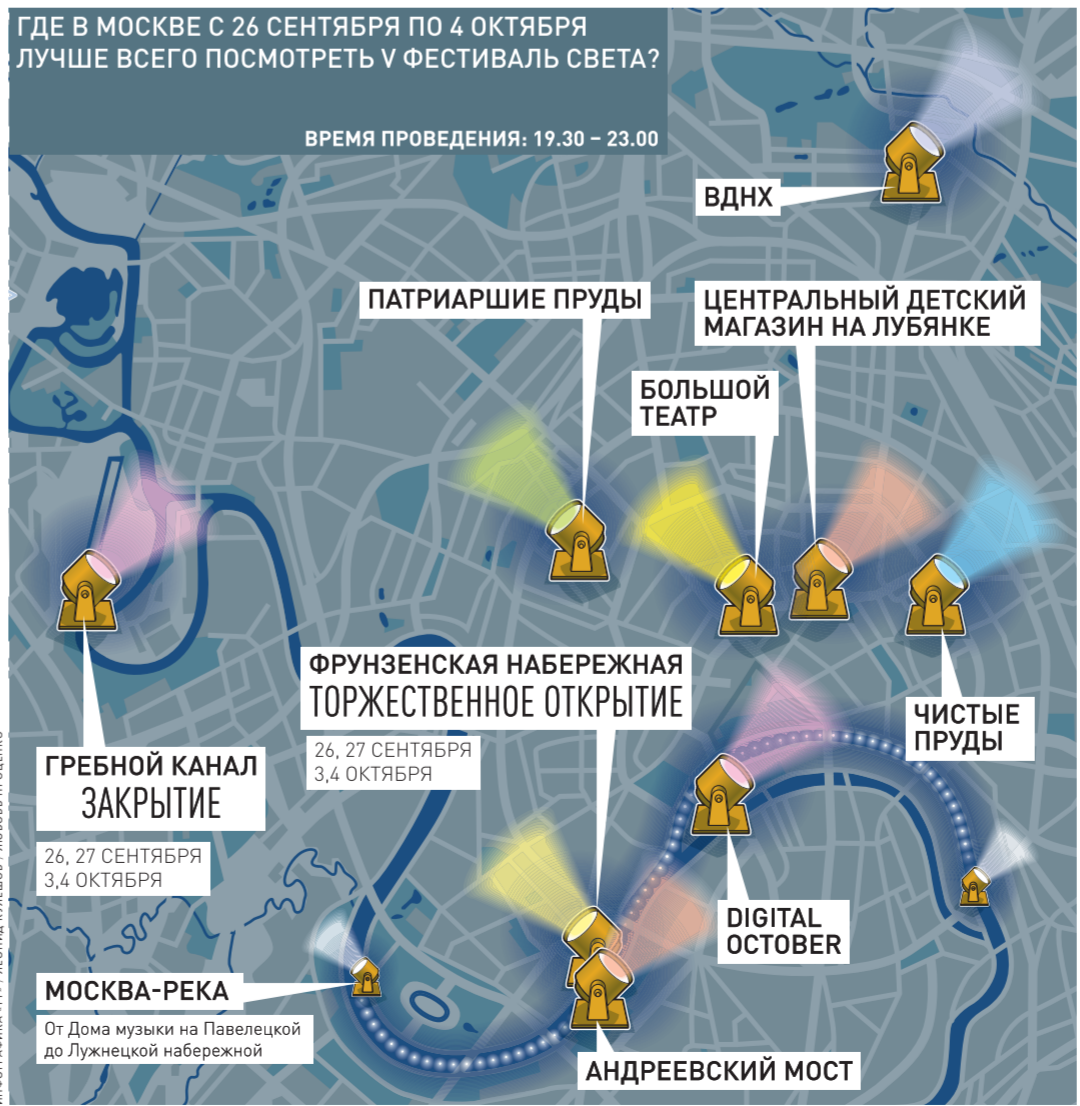 ГДЕ В МОСКВЕ С 26 СЕНТЯБРЯ ПО 4 ОКТЯБРЯ
ЛУЧШЕ ВСЕГО ПОСМОТРЕТЬ V ФЕСТИВАЛЬ СВЕТА?
ВРЕМЯ ПРОВЕДЕНИЯ: 19.30 – 23.00
ВДНХ
ПАТРИАРШИЕ ПРУДЫ
ЦЕНТРАЛЬНЫЙ ДЕТСКИЙ
МАГАЗИН НА ЛУБЯНКЕ
БОЛЬШОЙ
ТЕАТР
ФРУНЗЕНСКАЯ НАБЕРЕЖНАЯ
ТОРЖЕСТВЕННОЕ ОТКРЫТИЕ
26, 27 СЕНТЯБРЯ
3,4 ОКТЯБРЯ
ЧИСТЫЕ
ПРУДЫ
ГРЕБНОЙ КАНАЛ
ЗАКРЫТИЕ
26, 27 СЕНТЯБРЯ
3,4 ОКТЯБРЯ
DIGITAL
OCTOBER
МОСКВА-РЕКА
От Дома музыки на Павелецкой
до Лужнецкой набережной
АНДРЕЕВСКИЙ МОСТ